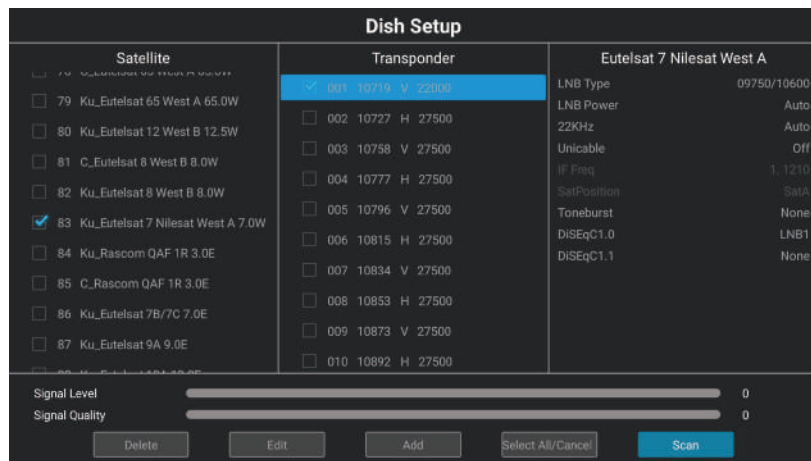 Dish Setup
Satellite
79 Ku_Eutelsat 65 West A 65.0W
80 Ku_Eutelsat 12 West B 12.5W
81 C_Eutelsat 8 West B 8.0W
82 Ku_Eutelsat 8 West B 8.0W
83 Ku_Eutelsat 7 Nilesat West A 7.0W
84 Ku_Rascom QAF 1R 3.0E
85 C_Rascom QAF 1R 3.0E
86 Ku_Eutelsat 7B/7C 7.0E
87 Ku_Eutelsat 9A 9.0E
Transponder
001 10719 V 22000
002 10727 H 27500
003 10758 V 27500
004 10777 H 27500
005 10796 V 27500
006 10815 H 27500
007 10834 V 27500
008 10853 H 27500
009 10873 V 27500
010 10892 H 27500
Eutelsat 7 Nilesat West A
LNB Type 09750/10600
LNB Power Auto
22KHz Auto
Unicable Off
IF Freq 1. 1210
SatPosition SatA
Toneburst None
DiSEqC1.0 LNB1
DiSEqC1.1 None
Signal Level 0
Signal Quality 0
Delete Edit Add Select All/Cancel Scan